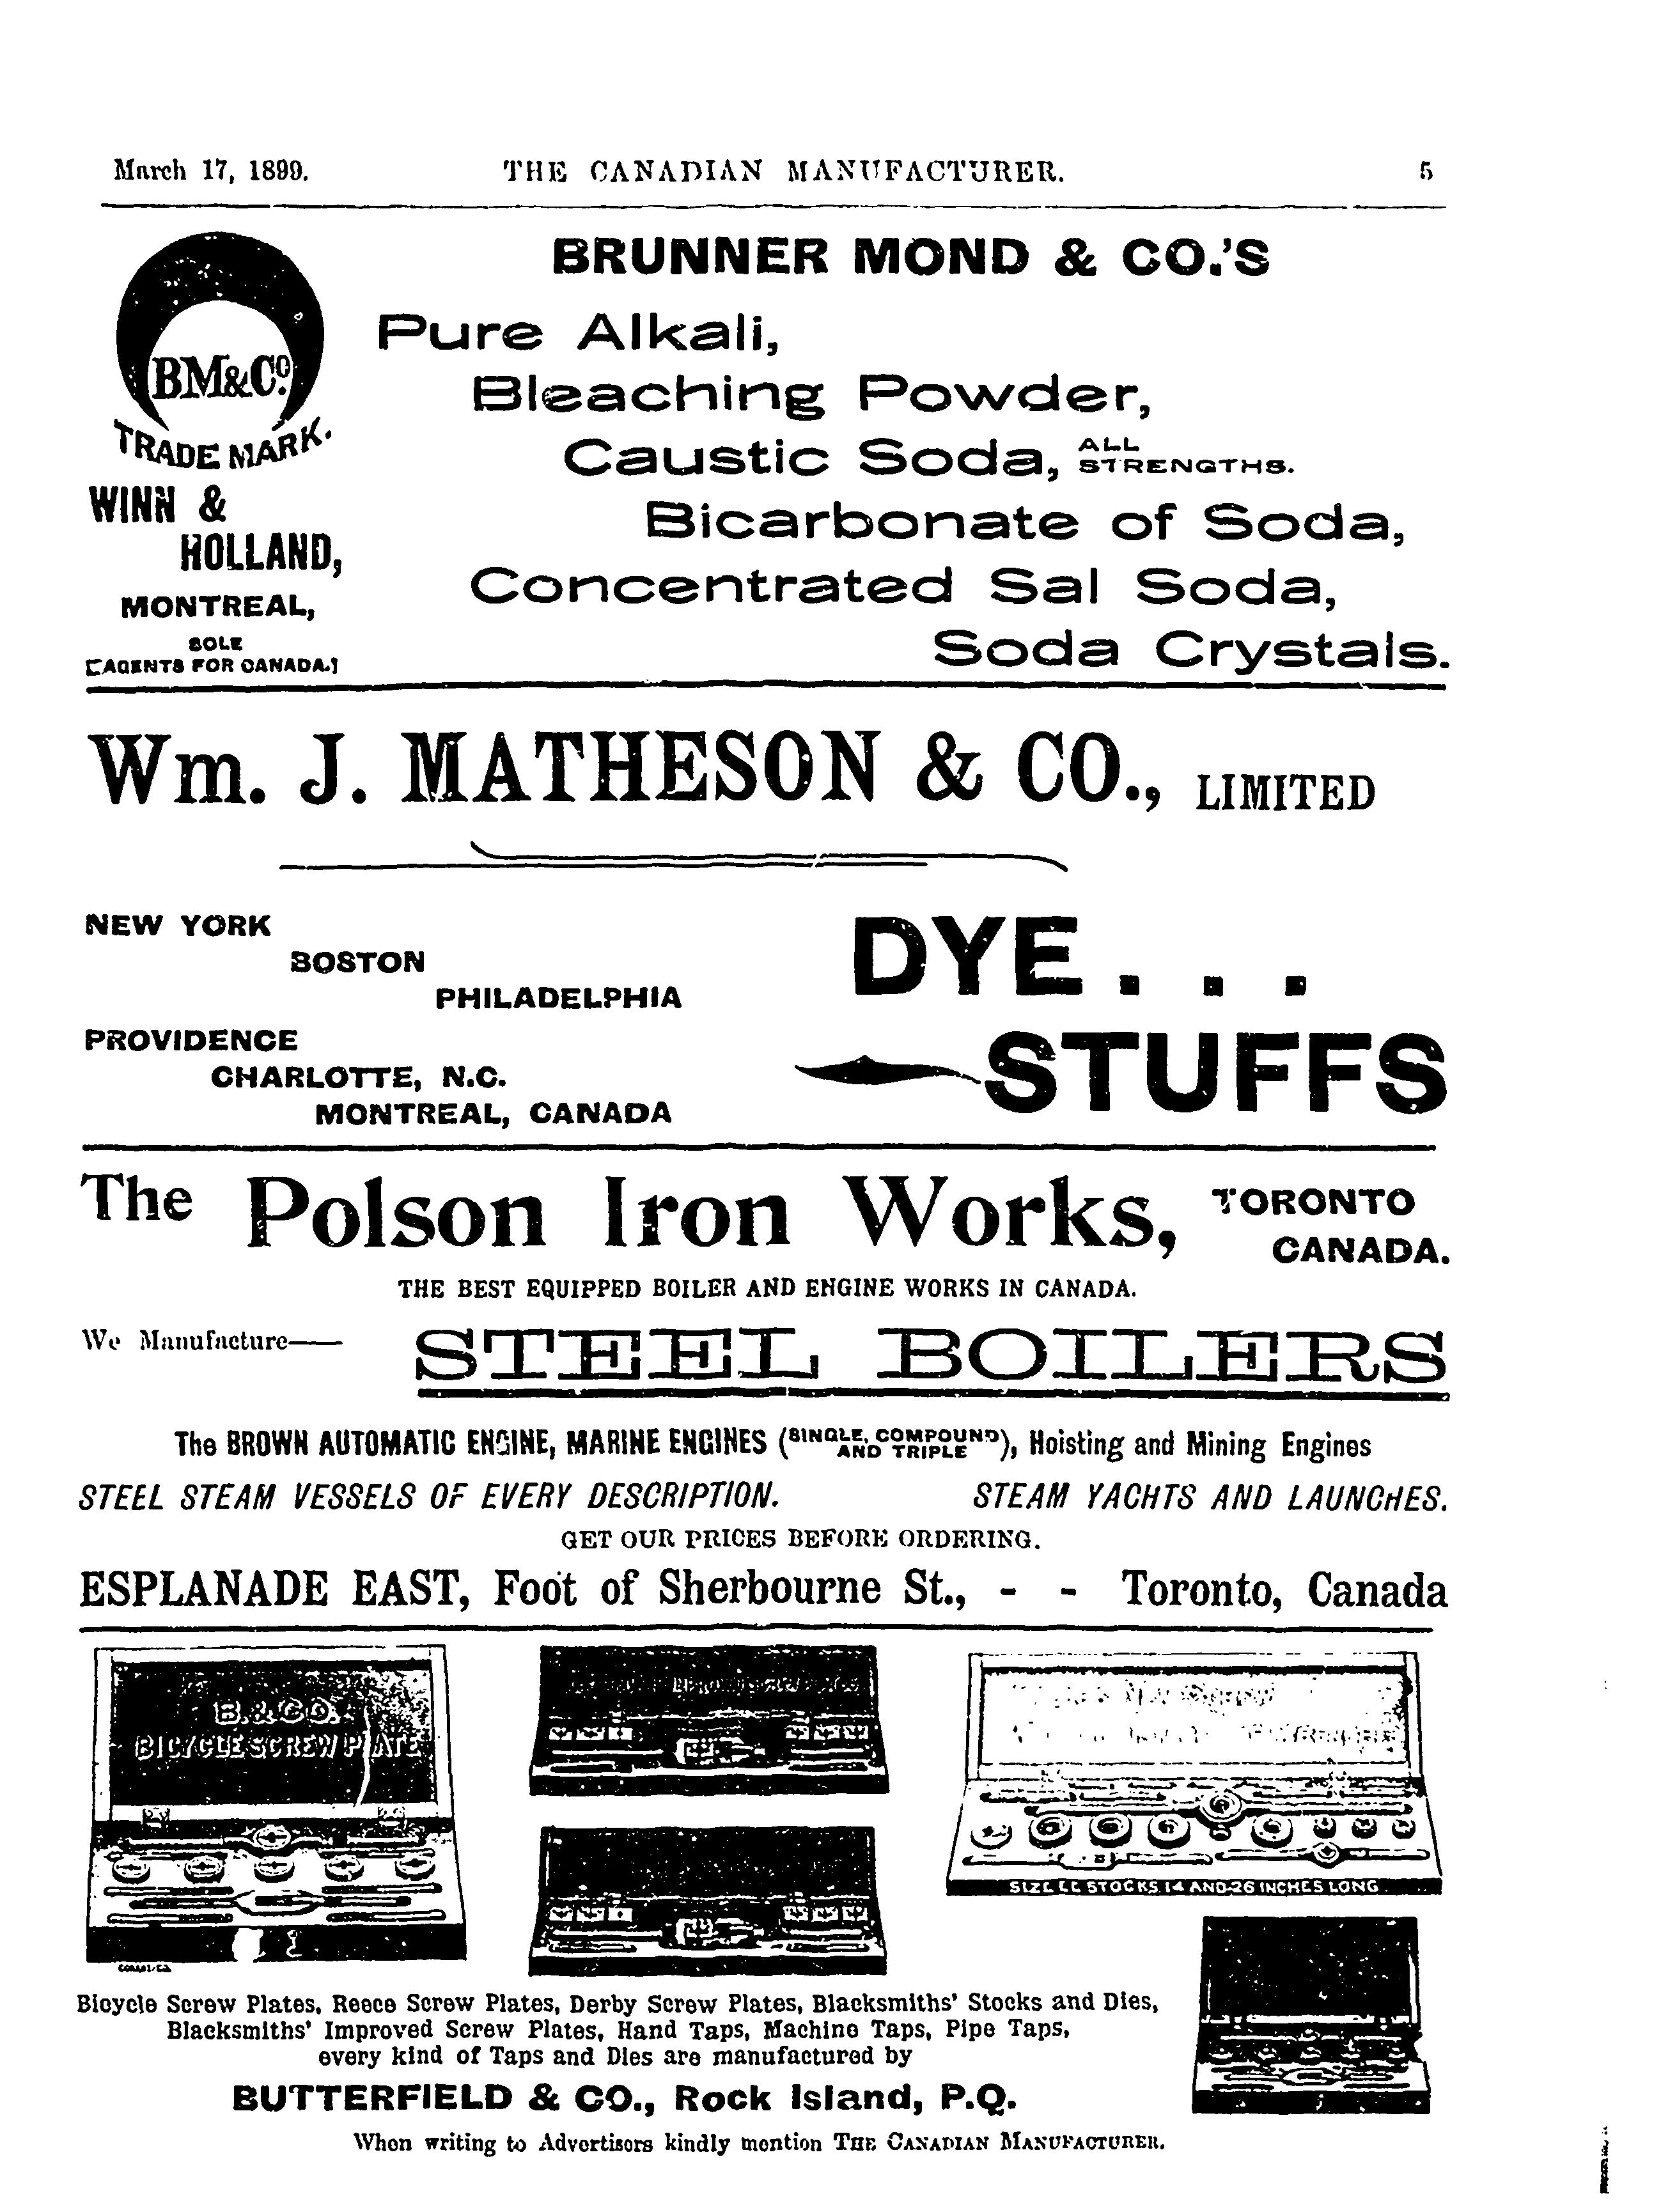 March 17, 1899. THE CANADIAN MANUFACTURER. 5
BRUNNER MOND & CO.'S
BM&Co.
TRADE MARK.
WINN &
HOLLAND,
MONTREAL,
SOLE
[AGENTS FOR CANADA.]
Pure Alkali,
Bleaching Powder,
Caustic Soda, ALL STRENGTHS.
Bicarbonate of Soda,
Concentrated Sal Soda,
Soda Crystals.
Wm. J. MATHESON & CO., LIMITED
NEW YORK
BOSTON
PHILADELPHIA
PROVIDENCE
CHARLOTTE, N.C.
MONTREAL, CANADA
DYE . . .
STUFFS
The Polson Iron Works, TORONTO
CANADA.
THE BEST EQUIPPED BOILER AND ENGINE WORKS IN CANADA.
We Manufacture— STEEL BOILERS
The BROWN AUTOMATIC ENGINE, MARINE ENGINES (SINGLE, COMPOUND AND TRIPLE), Hoisting and Mining Engines
STEEL STEAM VESSELS OF EVERY DESCRIPTION. STEAM YACHTS AND LAUNCHES.
GET OUR PRICES BEFORE ORDERING.
ESPLANADE EAST, Foot of Sherbourne St., - - Toronto, Canada
B. & CO.
BICYCLE SCREW PLATE
SIZE LL STOCKS 14 AND 26 INCHES LONG
Bicycle Screw Plates, Reece Screw Plates, Derby Screw Plates, Blacksmiths' Stocks and Dies,
Blacksmiths' Improved Screw Plates, Hand Taps, Machine Taps, Pipe Taps,
every kind of Taps and Dies are manufactured by
BUTTERFIELD & CO., Rock Island, P.Q.
When writing to Advertisers kindly mention THE CANADIAN MANUFACTURER.